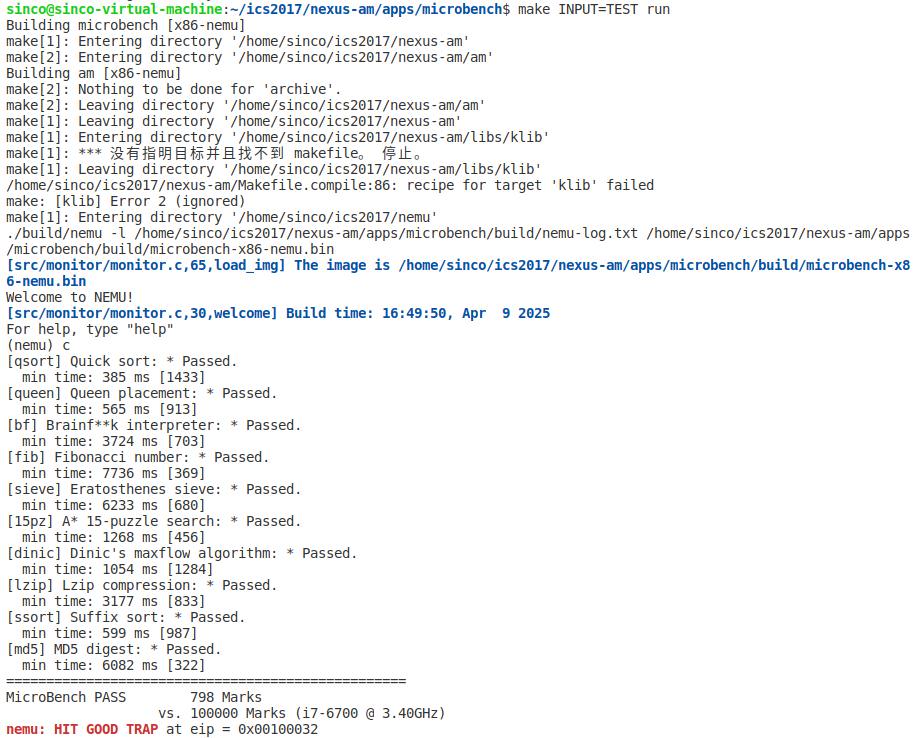 sinco@sinco-virtual-machine:~/ics2017/nexus-am/apps/microbench$ make INPUT=TEST run
Building microbench [x86-nemu]
make[1]: Entering directory '/home/sinco/ics2017/nexus-am'
make[2]: Entering directory '/home/sinco/ics2017/nexus-am/am'
Building am [x86-nemu]
make[2]: Nothing to be done for 'archive'.
make[2]: Leaving directory '/home/sinco/ics2017/nexus-am/am'
make[1]: Leaving directory '/home/sinco/ics2017/nexus-am'
make[1]: Entering directory '/home/sinco/ics2017/nexus-am/libs/klib'
make[1]: *** 没有指明目标并且找不到 makefile。 停止。
make[1]: Leaving directory '/home/sinco/ics2017/nexus-am/libs/klib'
/home/sinco/ics2017/nexus-am/Makefile.compile:86: recipe for target 'klib' failed
make: [klib] Error 2 (ignored)
make[1]: Entering directory '/home/sinco/ics2017/nemu'
./build/nemu -l /home/sinco/ics2017/nexus-am/apps/microbench/build/nemu-log.txt /home/sinco/ics2017/nexus-am/apps
/microbench/build/microbench-x86-nemu.bin
[src/monitor/monitor.c,65,load_img] The image is /home/sinco/ics2017/nexus-am/apps/microbench/build/microbench-x8
6-nemu.bin
Welcome to NEMU!
[src/monitor/monitor.c,30,welcome] Build time: 16:49:50, Apr  9 2025
For help, type "help"
(nemu) c
[qsort] Quick sort: * Passed.
  min time: 385 ms [1433]
[queen] Queen placement: * Passed.
  min time: 565 ms [913]
[bf] Brainf**k interpreter: * Passed.
  min time: 3724 ms [703]
[fib] Fibonacci number: * Passed.
  min time: 7736 ms [369]
[sieve] Eratosthenes sieve: * Passed.
  min time: 6233 ms [680]
[15pz] A* 15-puzzle search: * Passed.
  min time: 1268 ms [456]
[dinic] Dinic's maxflow algorithm: * Passed.
  min time: 1054 ms [1284]
[lzip] Lzip compression: * Passed.
  min time: 3177 ms [833]
[ssort] Suffix sort: * Passed.
  min time: 599 ms [987]
[md5] MD5 digest: * Passed.
  min time: 6082 ms [322]
==================================================
MicroBench PASS        798 Marks
                   vs. 100000 Marks (i7-6700 @ 3.40GHz)
nemu: HIT GOOD TRAP at eip = 0x00100032